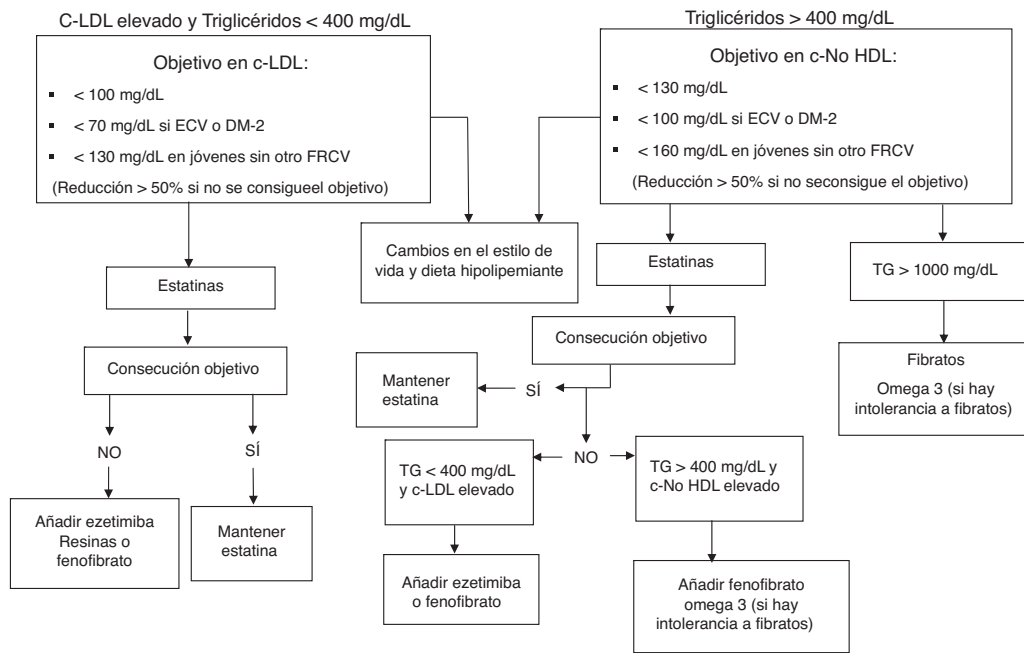 C-LDL elevado y Triglicéridos < 400 mg/dL
Objetivo en c-LDL:
▪ < 100 mg/dL
▪ < 70 mg/dL si ECV o DM-2
▪ < 130 mg/dL en jóvenes sin otro FRCV
(Reducción > 50% si no se consigueel objetivo)
Triglicéridos > 400 mg/dL
Objetivo en c-No HDL:
▪ < 130 mg/dL
▪ < 100 mg/dL si ECV o DM-2
▪ < 160 mg/dL en jóvenes sin otro FRCV
(Reducción > 50% si no seconsigue el objetivo)
Cambios en el estilo de
vida y dieta hipolipemiante
Estatinas
Consecución objetivo
NO
SÍ
Añadir ezetimiba
Resinas o
fenofibrato
Mantener
estatina
Estatinas
Consecución objetivo
SÍ
Mantener
estatina
NO
TG < 400 mg/dL
y c-LDL elevado
TG > 400 mg/dL y
c-No HDL elevado
Añadir ezetimiba
o fenofibrato
Añadir fenofibrato
omega 3 (si hay
intolerancia a fibratos)
TG > 1000 mg/dL
Fibratos
Omega 3 (si hay
intolerancia a fibratos)